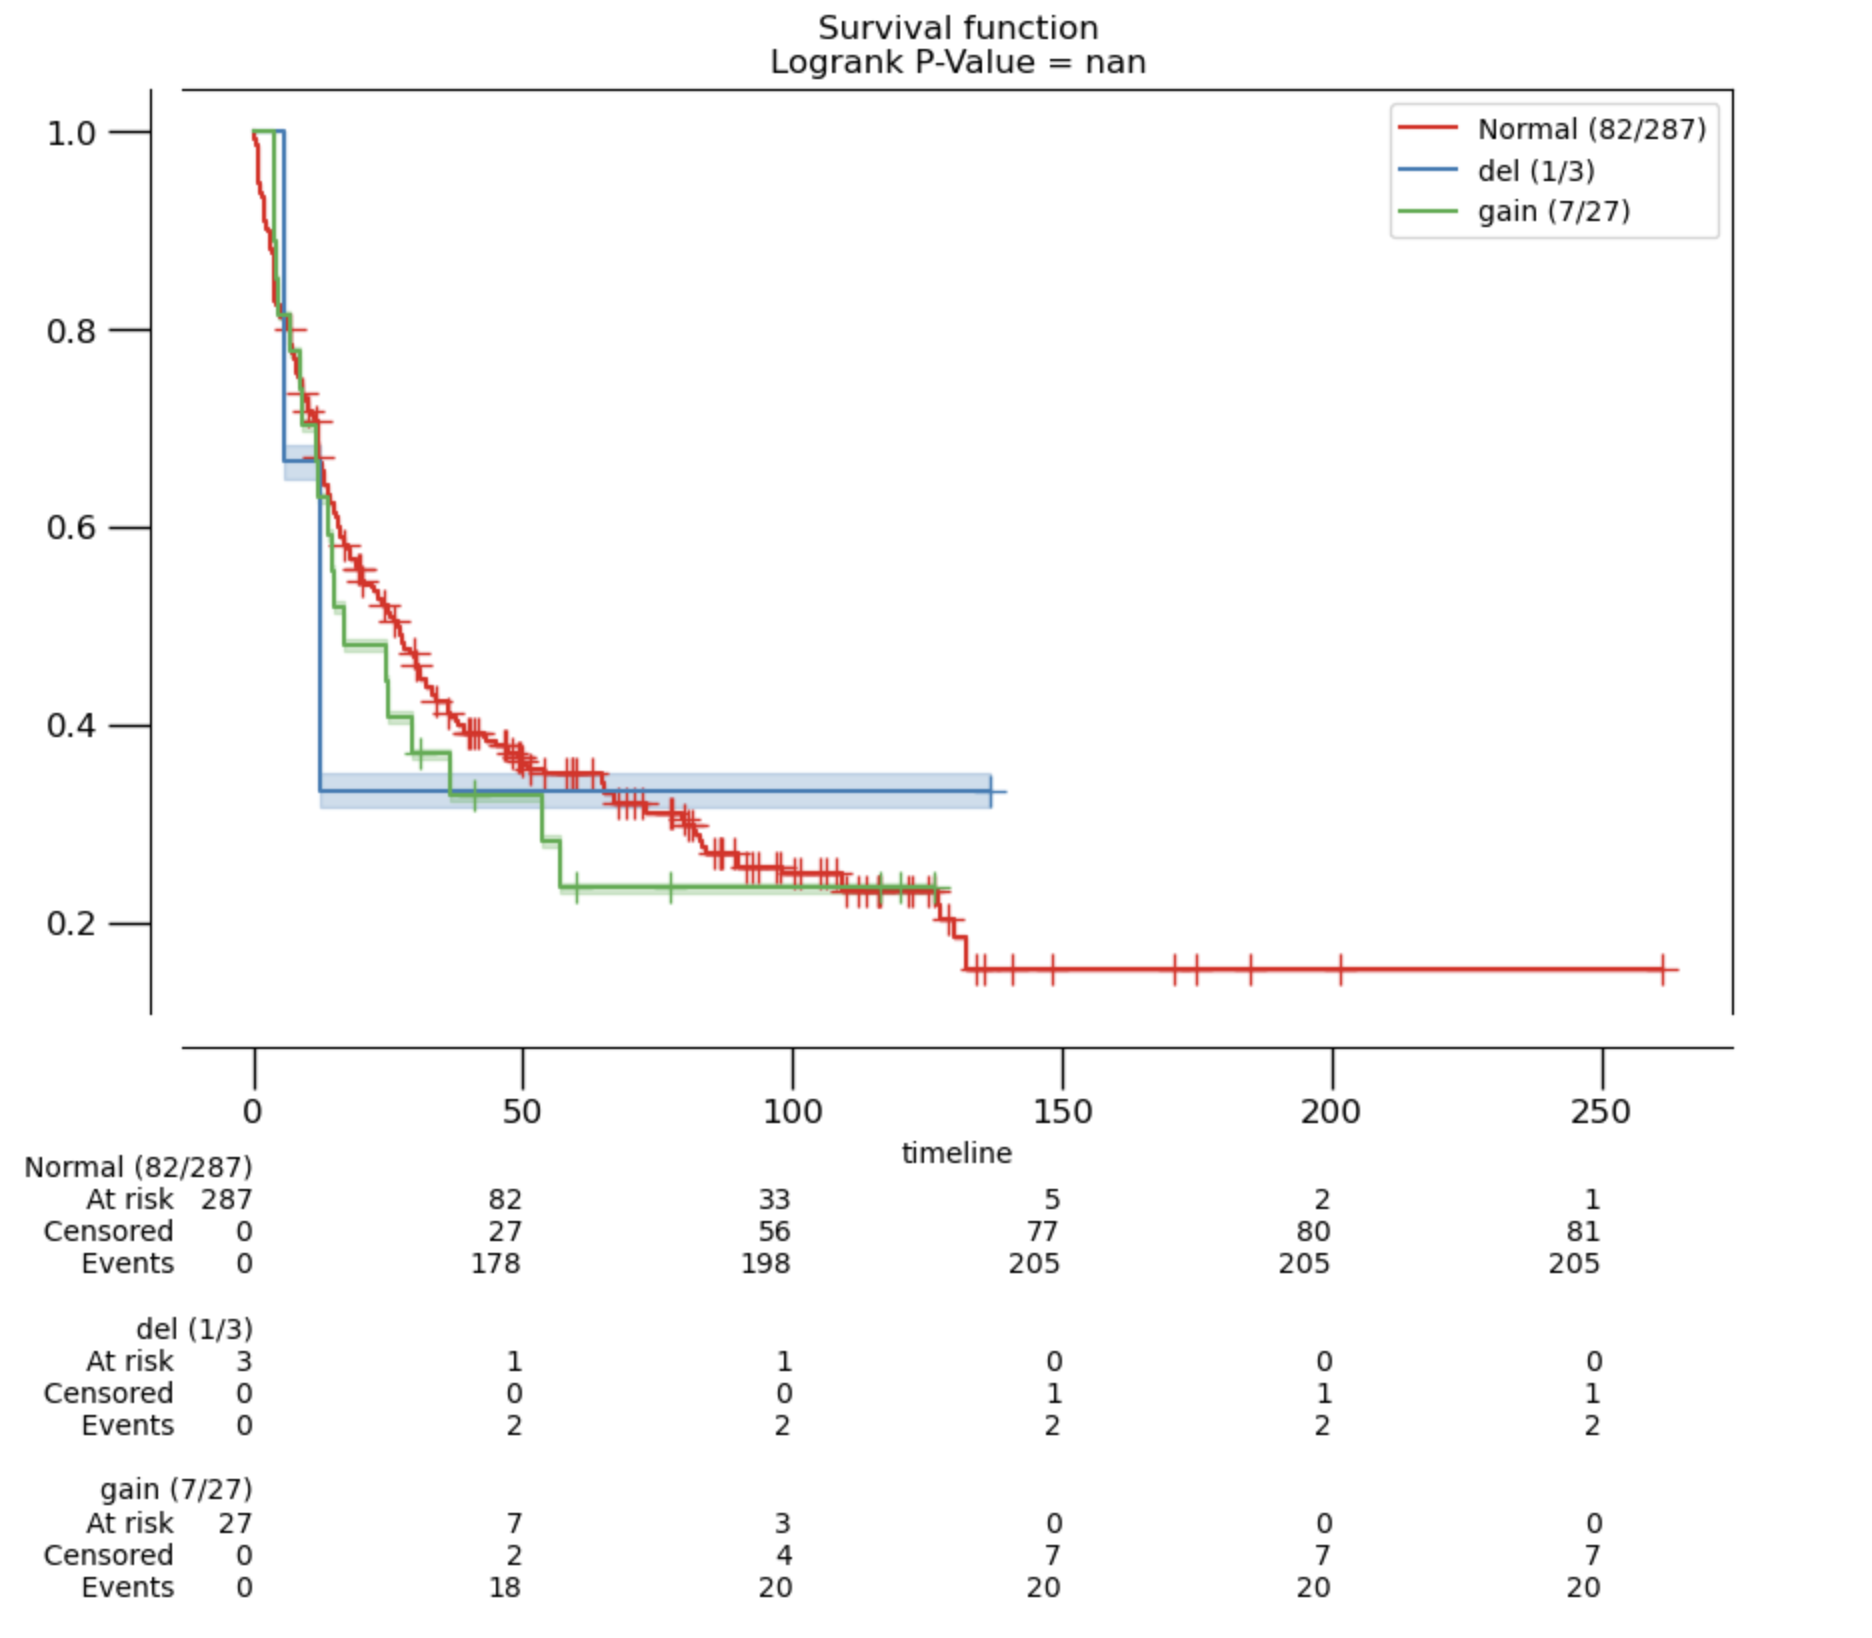 Survival function
Logrank P-Value = nan
Normal (82/287)
del (1/3)
gain (7/27)
1.0
0.8
0.6
0.4
0.2
0 50 100 150 200 250
timeline
Normal (82/287)
At risk 287 82 33 5 2 1
Censored 0 27 56 77 80 81
Events 0 178 198 205 205 205
del (1/3)
At risk 3 1 1 0 0 0
Censored 0 0 0 1 1 1
Events 0 2 2 2 2 2
gain (7/27)
At risk 27 7 3 0 0 0
Censored 0 2 4 7 7 7
Events 0 18 20 20 20 20